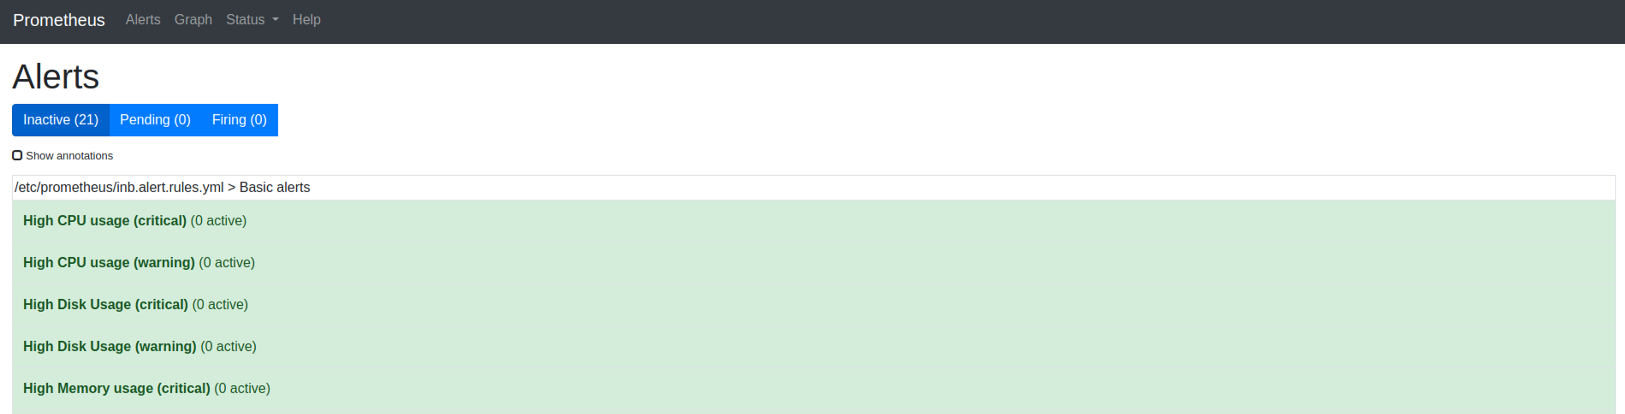 Prometheus Alerts Graph Status Help
Alerts
Inactive (21) Pending (0) Firing (0)
Show annotations
/etc/prometheus/inb.alert.rules.yml > Basic alerts
High CPU usage (critical) (0 active)
High CPU usage (warning) (0 active)
High Disk Usage (critical) (0 active)
High Disk Usage (warning) (0 active)
High Memory usage (critical) (0 active)